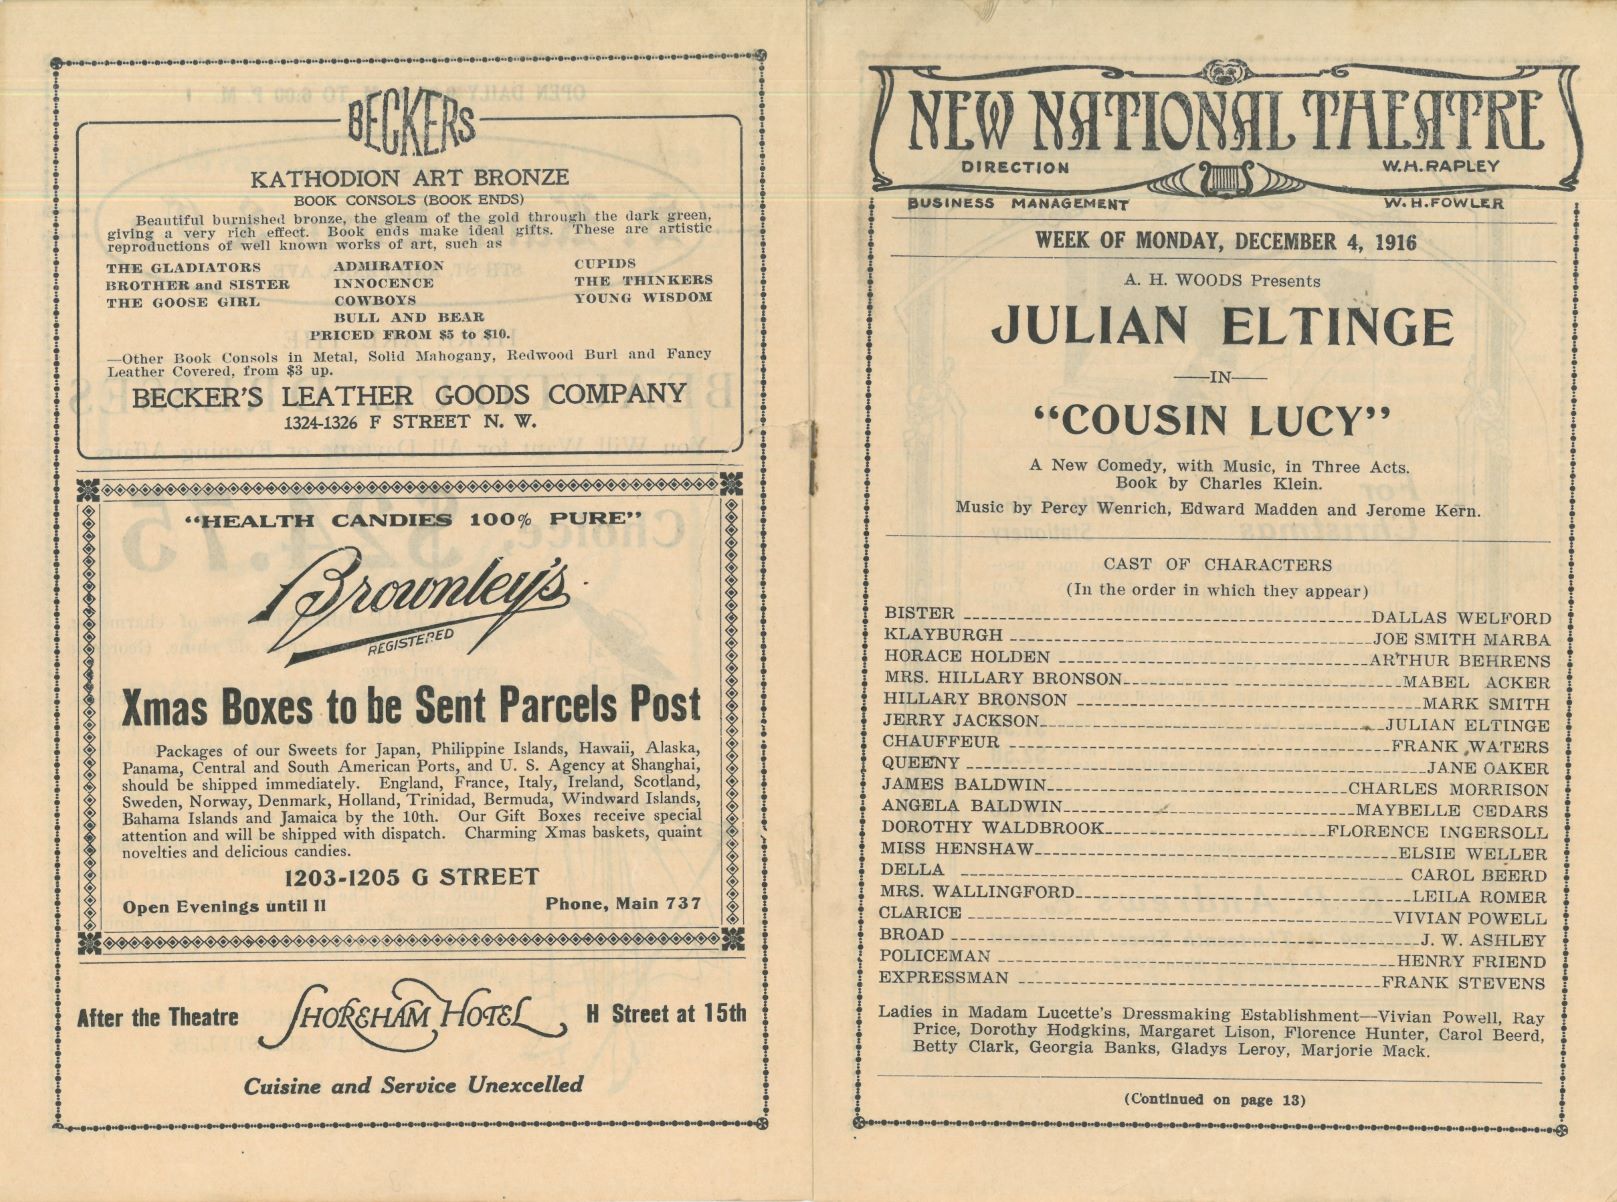 BECKERS
KATHODION ART BRONZE
BOOK CONSOLS (BOOK ENDS)
Beautiful burnished bronze, the gleam of the gold through the dark green,
giving a very rich effect. Book ends make ideal gifts. These are artistic
reproductions of well known works of art, such as
THE GLADIATORS ADMIRATION CUPIDS
BROTHER and SISTER INNOCENCE THE THINKERS
THE GOOSE GIRL COWBOYS YOUNG WISDOM
BULL AND BEAR
PRICED FROM $5 to $10.
—Other Book Consols in Metal, Solid Mahogany, Redwood Burl and Fancy
Leather Covered, from $3 up.
BECKER'S LEATHER GOODS COMPANY
1324-1326 F STREET N. W.
"HEALTH CANDIES 100% PURE"
Brownley's
REGISTERED
Xmas Boxes to be Sent Parcels Post
Packages of our Sweets for Japan, Philippine Islands, Hawaii, Alaska,
Panama, Central and South American Ports, and U. S. Agency at Shanghai,
should be shipped immediately. England, France, Italy, Ireland, Scotland,
Sweden, Norway, Denmark, Holland, Trinidad, Bermuda, Windward Islands,
Bahama Islands and Jamaica by the 10th. Our Gift Boxes receive special
attention and will be shipped with dispatch. Charming Xmas baskets, quaint
novelties and delicious candies.
1203-1205 G STREET
Open Evenings until 11 Phone, Main 737
After the Theatre SHOREHAM HOTEL H Street at 15th
Cuisine and Service Unexcelled
NEW NATIONAL THEATRE
DIRECTION W.H.RAPLEY
BUSINESS MANAGEMENT W.H.FOWLER
WEEK OF MONDAY, DECEMBER 4, 1916
A. H. WOODS Presents
JULIAN ELTINGE
—IN—
"COUSIN LUCY"
A New Comedy, with Music, in Three Acts.
Book by Charles Klein.
Music by Percy Wenrich, Edward Madden and Jerome Kern.
CAST OF CHARACTERS
(In the order in which they appear)
BISTER DALLAS WELFORD
KLAYBURGH JOE SMITH MARBA
HORACE HOLDEN ARTHUR BEHRENS
MRS. HILLARY BRONSON MABEL ACKER
HILLARY BRONSON MARK SMITH
JERRY JACKSON JULIAN ELTINGE
CHAUFFEUR FRANK WATERS
QUEENY JANE OAKER
JAMES BALDWIN CHARLES MORRISON
ANGELA BALDWIN MAYBELLE CEDARS
DOROTHY WALDBROOK FLORENCE INGERSOLL
MISS HENSHAW ELSIE WELLER
DELLA CAROL BEERD
MRS. WALLINGFORD LEILA ROMER
CLARICE VIVIAN POWELL
BROAD J. W. ASHLEY
POLICEMAN HENRY FRIEND
EXPRESSMAN FRANK STEVENS
Ladies in Madam Lucette's Dressmaking Establishment—Vivian Powell, Ray
Price, Dorothy Hodgkins, Margaret Lison, Florence Hunter, Carol Beerd,
Betty Clark, Georgia Banks, Gladys Leroy, Marjorie Mack.
(Continued on page 13)